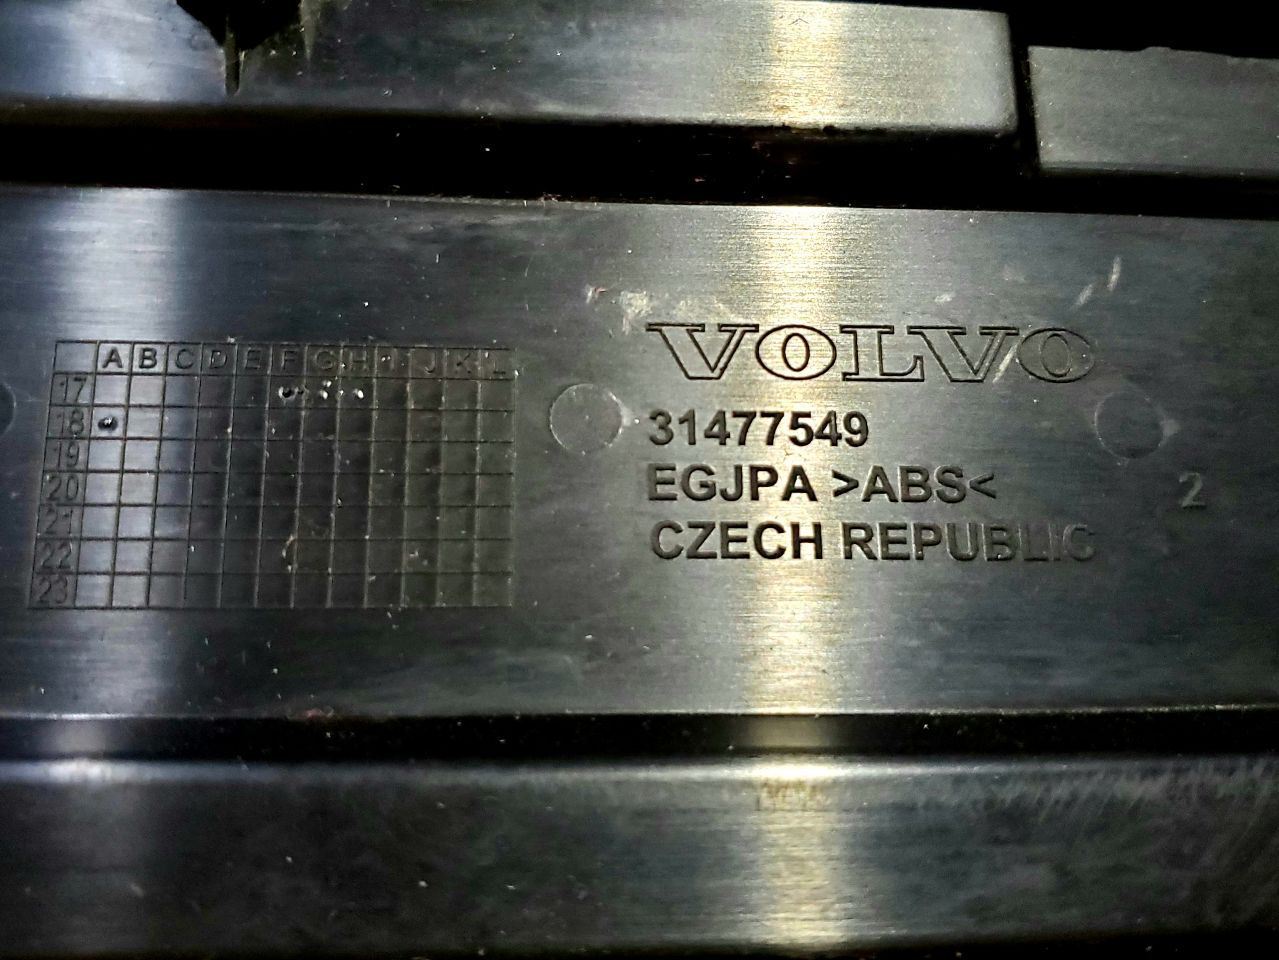 A B C D E F G H I J K L
17
18
19
20
21
22
23
VOLVO
31477549
EGJPA >ABS<
CZECH REPUBLIC
2